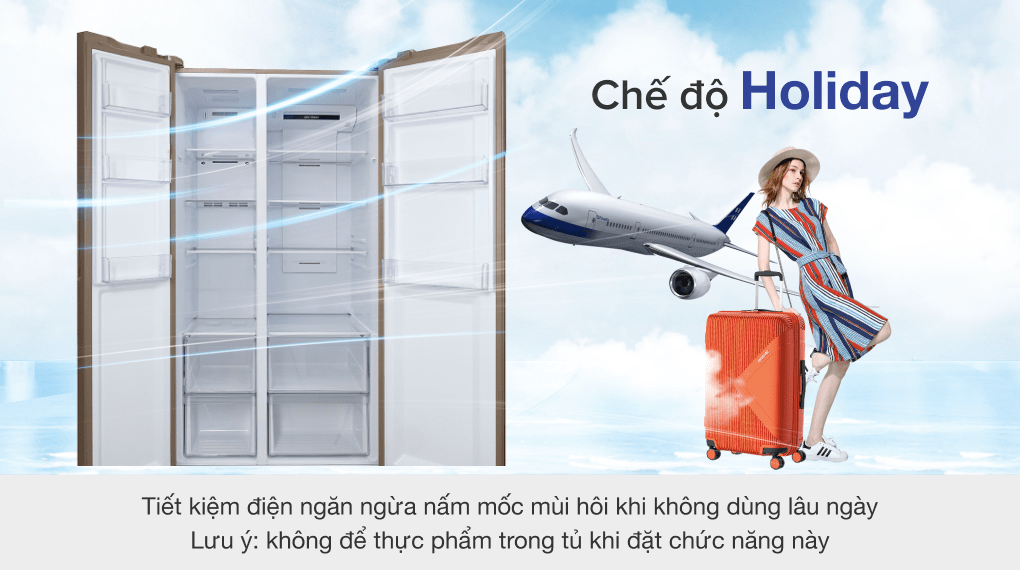 Chế độ Holiday
Tiết kiệm điện ngăn ngừa nấm mốc mùi hôi khi không dùng lâu ngày
Lưu ý: không để thực phẩm trong tủ khi đặt chức năng này